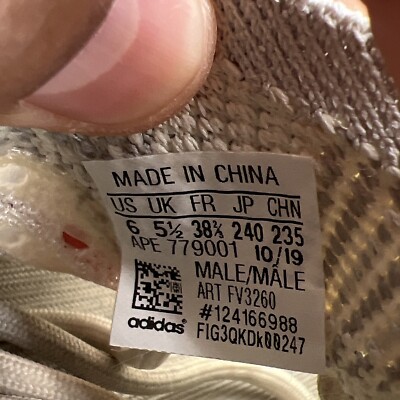 MADE IN CHINA
US UK FR JP CHN
6 5½ 38⅔ 240 235
APE 779001 10/19
MALE/MÂLE
ART FV3260
#124166988
adidas FIG3QKDk00247